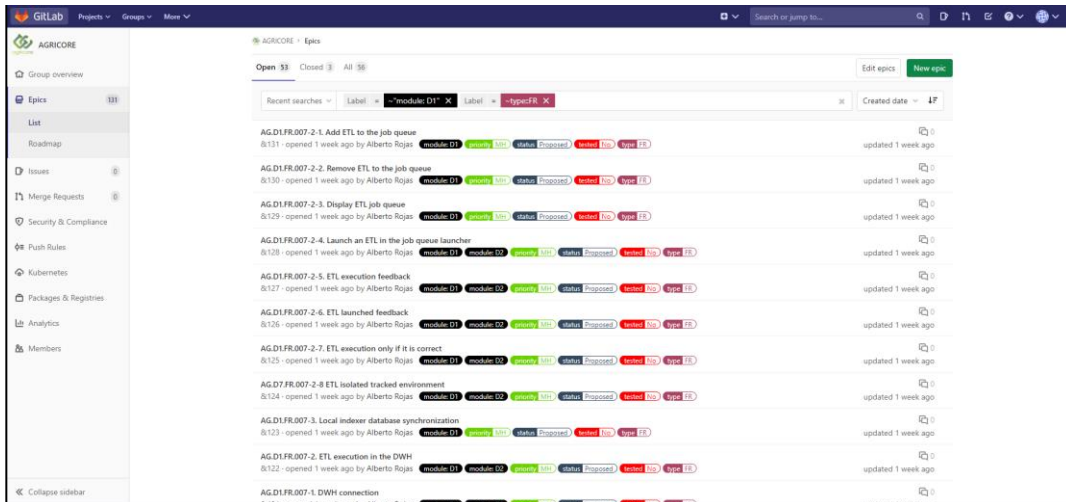 GitLab Projects Groups More Search or jump to...
AGRICORE
Group overview
Epics 131
List
Roadmap
Issues 0
Merge Requests 0
Security & Compliance
Push Rules
Kubernetes
Packages & Registries
Analytics
Members
Collapse sidebar
AGRICORE › Epics
Open 53 Closed 3 All 56 Edit epics New epic
Recent searches Label = ~"module: D1" Label = ~type:FR Created date
AG.D1.FR.007-2-1. Add ETL to the job queue 0
&131 · opened 1 week ago by Alberto Rojas module: D1 priority MH status Proposed tested No type FR updated 1 week ago
AG.D1.FR.007-2-2. Remove ETL to the job queue 0
&130 · opened 1 week ago by Alberto Rojas module: D1 priority MH status Proposed tested No type FR updated 1 week ago
AG.D1.FR.007-2-3. Display ETL job queue 0
&129 · opened 1 week ago by Alberto Rojas module: D1 priority MH status Proposed tested No type FR updated 1 week ago
AG.D1.FR.007-2-4. Launch an ETL in the job queue launcher 0
&128 · opened 1 week ago by Alberto Rojas module: D1 module: D2 priority MH status Proposed tested No type FR updated 1 week ago
AG.D1.FR.007-2-5. ETL execution feedback 0
&127 · opened 1 week ago by Alberto Rojas module: D1 module: D2 priority MH status Proposed tested No type FR updated 1 week ago
AG.D1.FR.007-2-6. ETL launched feedback 0
&126 · opened 1 week ago by Alberto Rojas module: D1 module: D2 priority MH status Proposed tested No type FR updated 1 week ago
AG.D1.FR.007-2-7. ETL execution only if it is correct 0
&125 · opened 1 week ago by Alberto Rojas module: D1 module: D2 priority MH status Proposed tested No type FR updated 1 week ago
AG.D7.FR.007-2-8 ETL isolated tracked environment 0
&124 · opened 1 week ago by Alberto Rojas module: D1 module: D2 priority MH status Proposed tested No type FR updated 1 week ago
AG.D1.FR.007-3. Local indexer database synchronization 0
&123 · opened 1 week ago by Alberto Rojas module: D1 priority MH status Proposed tested No type FR updated 1 week ago
AG.D1.FR.007-2. ETL execution in the DWH 0
&122 · opened 1 week ago by Alberto Rojas module: D1 module: D2 priority MH status Proposed tested No type FR updated 1 week ago
AG.D1.FR.007-1. DWH connection 0